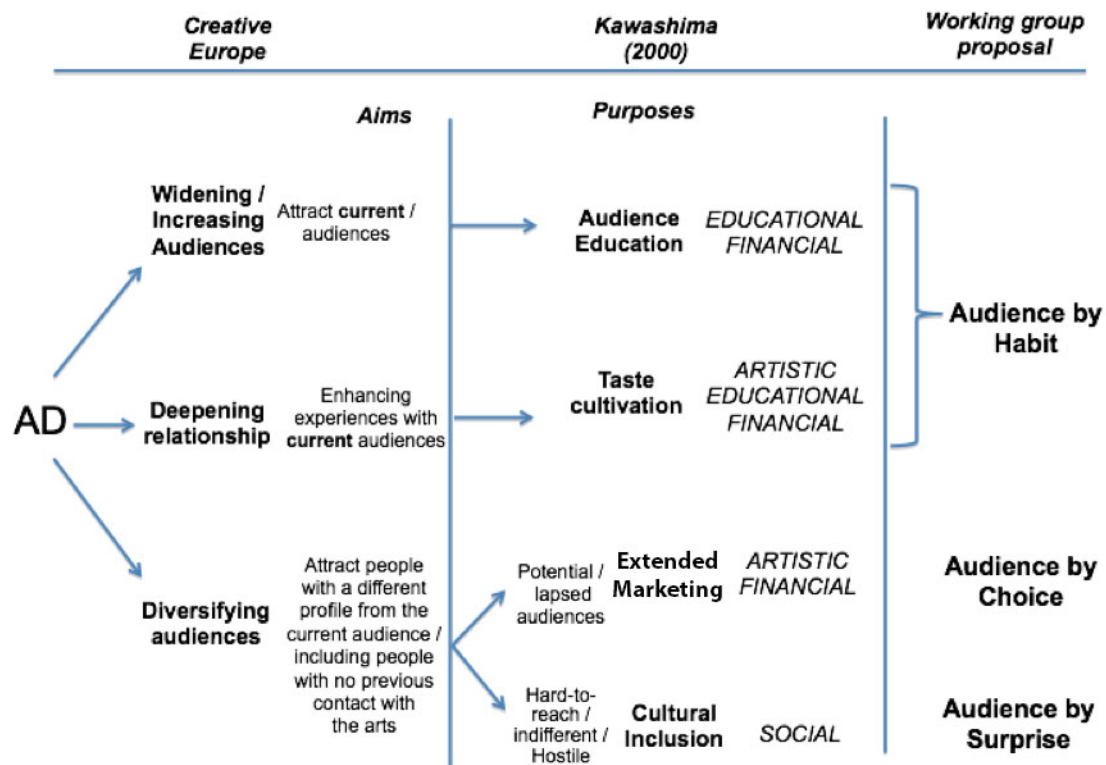 Creative
Europe
Kawashima
(2000)
Working group
proposal
Aims
Purposes
Widening /
Increasing
Audiences
Attract current /
audiences
Audience
Education
EDUCATIONAL
FINANCIAL
Audience by
Habit
AD
Deepening
relationship
Enhancing
experiences with
current audiences
Taste
cultivation
ARTISTIC
EDUCATIONAL
FINANCIAL
Diversifying
audiences
Attract people
with a different
profile from the
current audience /
including people
with no previous
contact with
the arts
Potential /
lapsed
audiences
Extended
Marketing
ARTISTIC
FINANCIAL
Audience by
Choice
Hard-to-
reach /
indifferent /
Hostile
Cultural
Inclusion
SOCIAL
Audience by
Surprise